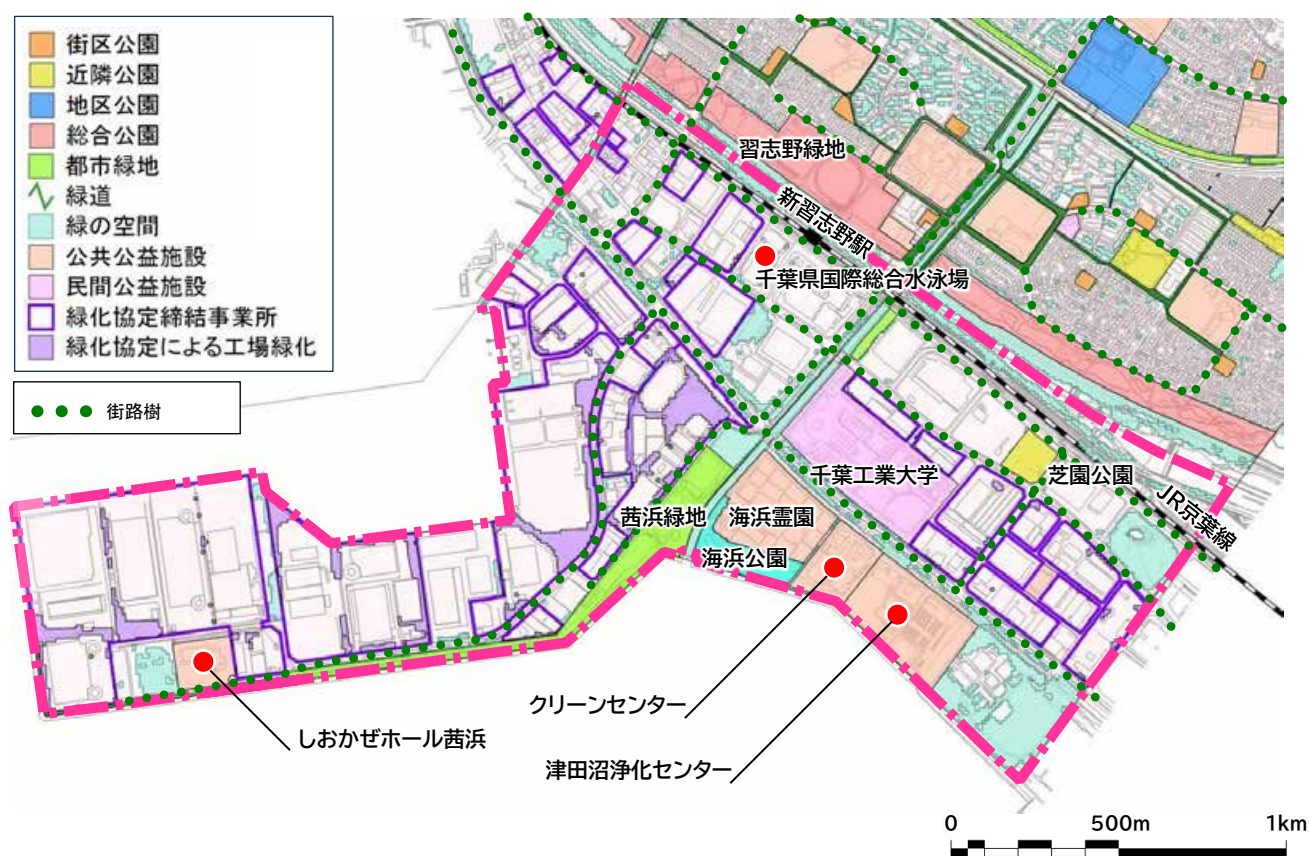 街区公園
近隣公園
地区公園
総合公園
都市緑地
緑道
緑の空間
公共公益施設
民間公益施設
緑化協定締結事業所
緑化協定による工場緑化
街路樹
習志野緑地
新習志野駅
千葉県国際総合水泳場
千葉工業大学
芝園公園
JR京葉線
茜浜緑地
海浜霊園
海浜公園
クリーンセンター
しおかぜホール茜浜
津田沼浄化センター
0 500m 1km